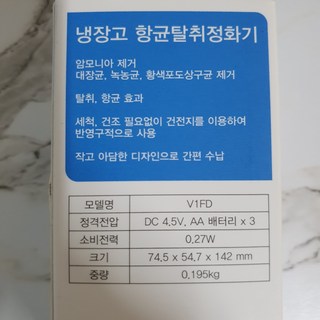 냉장고 항균탈취정화기
암모니아 제거
대장균, 녹농균, 황색포도상구균 제거
탈취, 항균 효과
세척, 건조 필요없이 건전지를 이용하여
반영구적으로 사용
작고 아담한 디자인으로 간편 수납
모델명 V1FD
정격전압 DC 4.5V, AA 배터리 x 3
소비전력 0.27W
크기 74.5 x 54.7 x 142 mm
중량 0.195kg